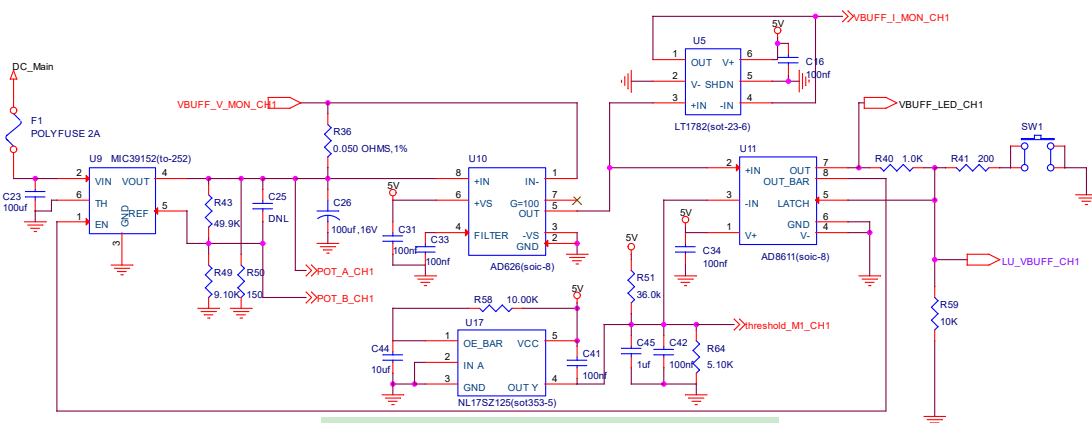 VBUFF_I_MON_CH1
5V
U5
1 OUT V+ 6
2 V- SHDN 5
3 +IN -IN 4
C16
100nf
LT1782(sot-23-6)
DC_Main
F1
POLYFUSE 2A
VBUFF_V_MON_CH1
R36
0.050 OHMS,1%
VBUFF_LED_CH1
SW1
U9 MIC39152(to-252)
2 VIN VOUT 4
6 TH
REF 5
1 EN
GND
3
C23
100uf
R43
49.9K
C25
DNL
C26
100uf,16V
R49
9.10K
R50
150
POT_A_CH1
POT_B_CH1
U10
8 +IN IN- 1
6 +VS G=100 7
OUT 5
4 FILTER -VS 3
GND 2
AD626(soic-8)
5V
C31
100nf
C33
100nf
U11
2 +IN OUT 7
OUT_BAR 8
3 -IN
LATCH 5
GND 6
1 V+ V- 4
AD8611(soic-8)
5V
C34
100nf
R40 1.0K
R41 200
LU_VBUFF_CH1
R59
10K
5V
R51
36.0k
threshold_M1_CH1
C45
1uf
C42
100nf
R64
5.10K
R58 10.00K
5V
U17
1 OE_BAR VCC 5
2 IN A
3 GND OUT Y 4
NL17SZ125(sot353-5)
C44
10uf
C41
100nf